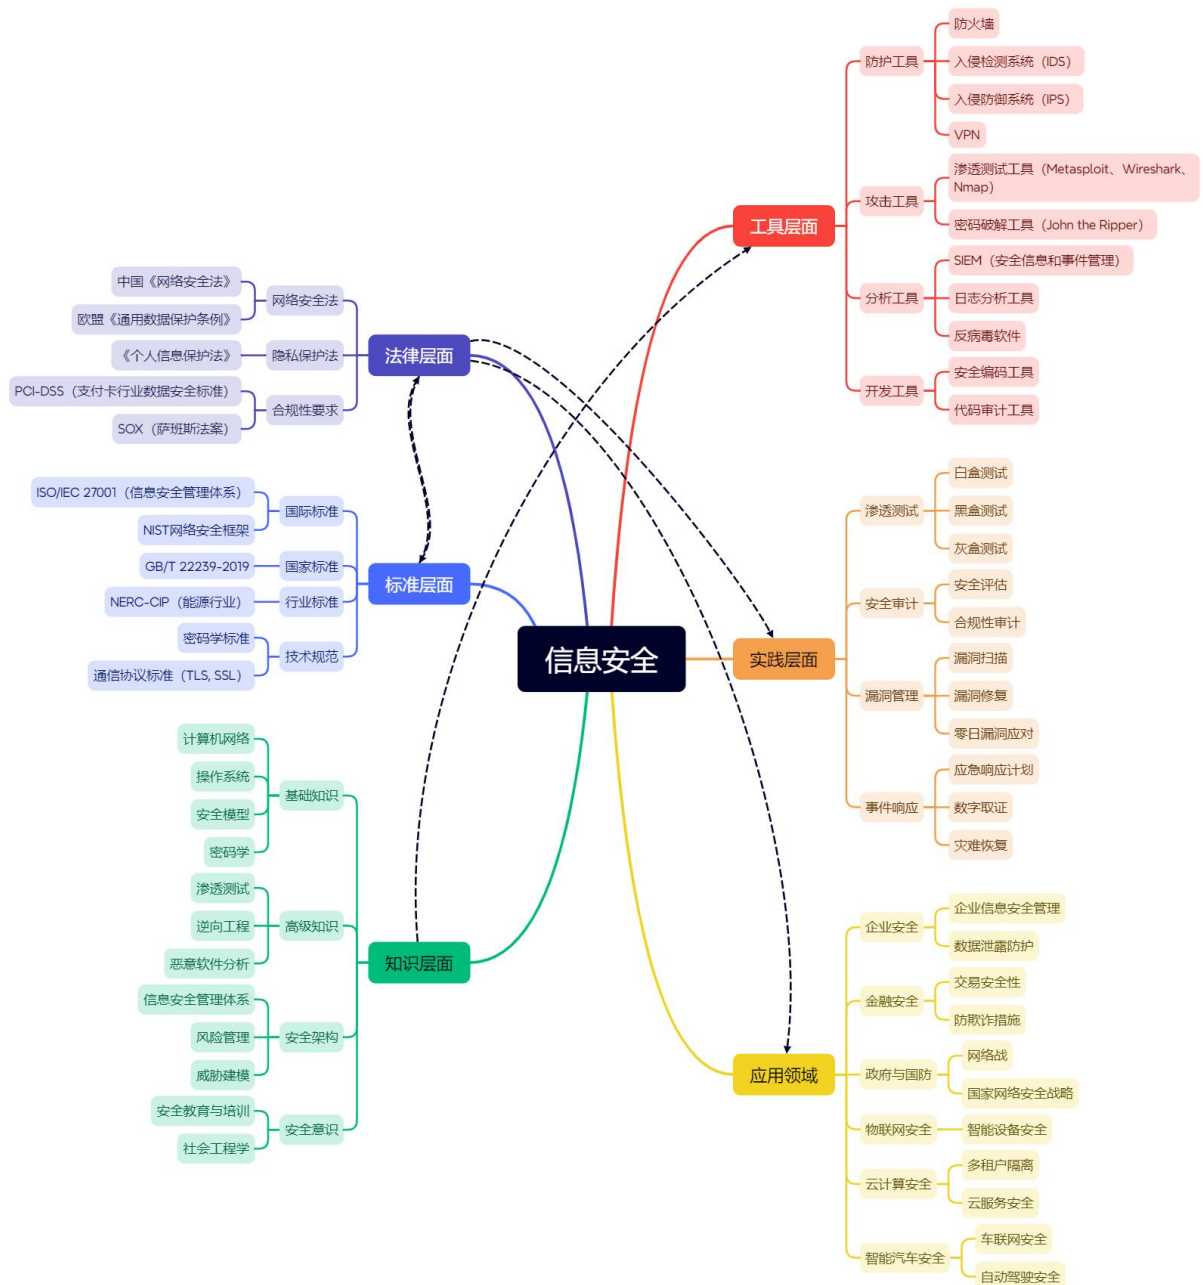 信息安全
工具层面
防护工具
防火墙
入侵检测系统（IDS）
入侵防御系统（IPS）
VPN
攻击工具
渗透测试工具（Metasploit、Wireshark、
Nmap）
密码破解工具（John the Ripper）
分析工具
SIEM（安全信息和事件管理）
日志分析工具
反病毒软件
开发工具
安全编码工具
代码审计工具
实践层面
渗透测试
白盒测试
黑盒测试
灰盒测试
安全审计
安全评估
合规性审计
漏洞管理
漏洞扫描
漏洞修复
零日漏洞应对
事件响应
应急响应计划
数字取证
灾难恢复
应用领域
企业安全
企业信息安全管理
数据泄露防护
金融安全
交易安全性
防欺诈措施
政府与国防
网络战
国家网络安全战略
物联网安全
智能设备安全
云计算安全
多租户隔离
云服务安全
智能汽车安全
车联网安全
自动驾驶安全
法律层面
网络安全法
中国《网络安全法》
欧盟《通用数据保护条例》
隐私保护法
《个人信息保护法》
合规性要求
PCI-DSS（支付卡行业数据安全标准）
SOX（萨班斯法案）
标准层面
国际标准
ISO/IEC 27001（信息安全管理体系）
NIST网络安全框架
国家标准
GB/T 22239-2019
行业标准
NERC-CIP（能源行业）
技术规范
密码学标准
通信协议标准（TLS, SSL）
知识层面
基础知识
计算机网络
操作系统
安全模型
密码学
高级知识
渗透测试
逆向工程
恶意软件分析
安全架构
信息安全管理体系
风险管理
威胁建模
安全意识
安全教育与培训
社会工程学